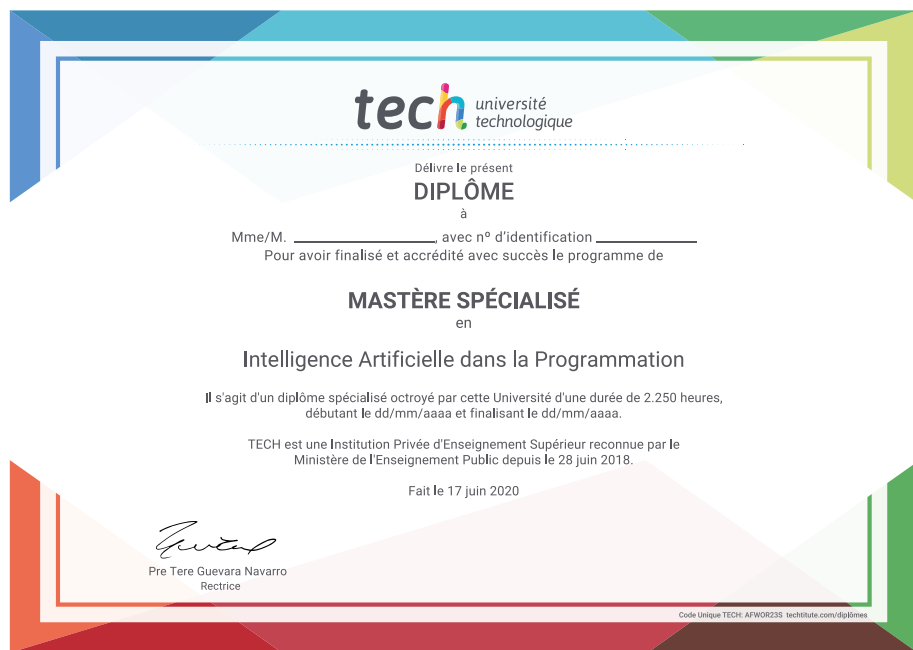 tech université
technologique
Délivre le présent
DIPLÔME
à
Mme/M. ____________, avec nº d'identification ____________
Pour avoir finalisé et accrédité avec succès le programme de
MASTÈRE SPÉCIALISÉ
en
Intelligence Artificielle dans la Programmation
Il s'agit d'un diplôme spécialisé octroyé par cette Université d'une durée de 2.250 heures,
débutant le dd/mm/aaaa et finalisant le dd/mm/aaaa.
TECH est une Institution Privée d'Enseignement Supérieur reconnue par le
Ministère de l'Enseignement Public depuis le 28 juin 2018.
Fait le 17 juin 2020
Pre Tere Guevara Navarro
Rectrice
Code Unique TECH: AFWOR23S techtitute.com/diplômes